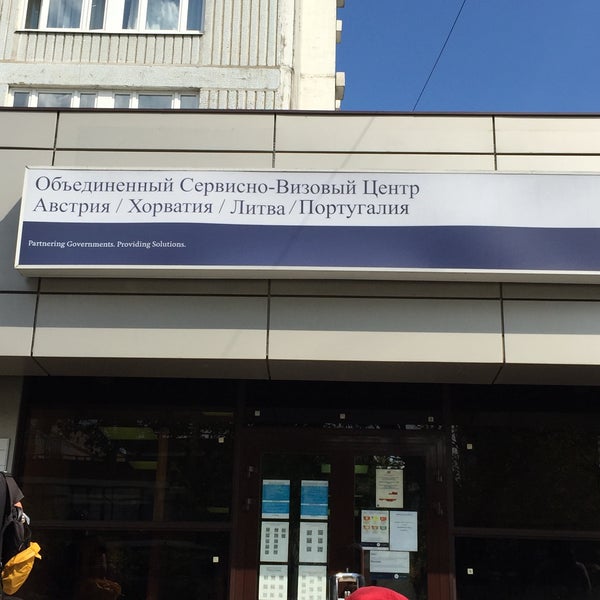 Объединенный Сервисно-Визовый Центр
Австрия / Хорватия / Литва / Португалия
Partnering Governments. Providing Solutions.